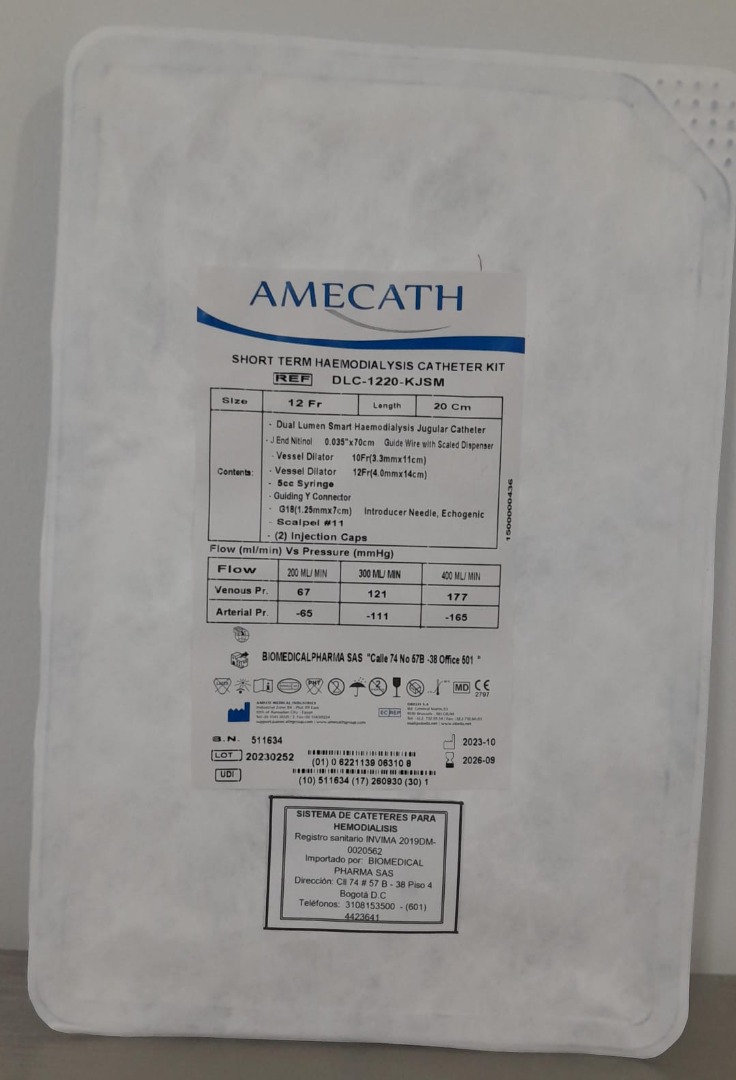 AMECATH
SHORT TERM HAEMODIALYSIS CATHETER KIT
REF DLC-1220-KJSM
Size 12 Fr Length 20 Cm
Contents:
- Dual Lumen Smart Haemodialysis Jugular Catheter
- J End Nitinol 0.035"x70cm Guide Wire with Scaled Dispenser
- Vessel Dilator 10Fr(3.3mmx11cm)
- Vessel Dilator 12Fr(4.0mmx14cm)
- 5cc Syringe
- Guiding Y Connector
- G18(1.25mmx7cm) Introducer Needle, Echogenic
- Scalpel #11
- (2) Injection Caps
1500000436
Flow (ml/min) Vs Pressure (mmHg)
Flow 200 ML/ MIN 300 ML/ MIN 400 ML/ MIN
Venous Pr. 67 121 177
Arterial Pr. -65 -111 -165
BIOMEDICALPHARMA SAS "Calle 74 No 57B -38 Office 501 "
MD CE
2797
AMECO MEDICAL INDUSTRIES
EC REP
B.N. 511634
2023-10
LOT 20230252
2026-09
(01) 0 6221139 06310 8
UDI
(10) 511634 (17) 260930 (30) 1
SISTEMA DE CATETERES PARA
HEMODIALISIS
Registro sanitario INVIMA 2019DM-
0020562
Importado por: BIOMEDICAL
PHARMA SAS
Dirección: Cll 74 # 57 B - 38 Piso 4
Bogotá D.C
Teléfonos: 3108153500 - (601)
4423641